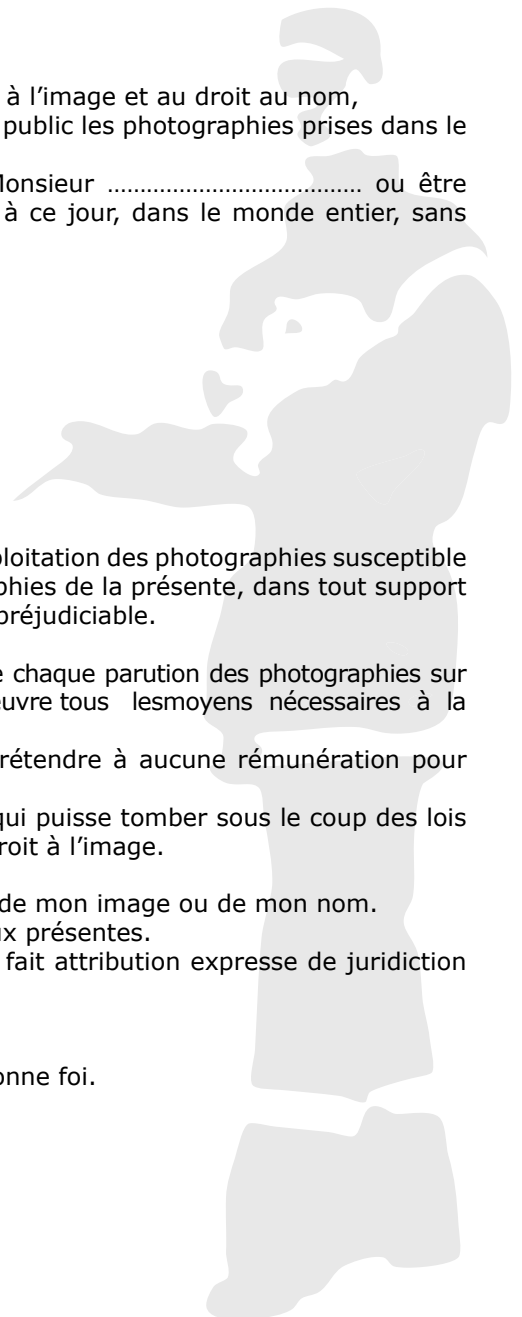 à l’image et au droit au nom,
public les photographies prises dans le
Monsieur ………………………………… ou être
à ce jour, dans le monde entier, sans
ploitation des photographies susceptible
phies de la présente, dans tout support
préjudiciable.
e chaque parution des photographies sur
euvre tous lesmoyens nécessaires à la
rétendre à aucune rémunération pour
qui puisse tomber sous le coup des lois
roit à l’image.
de mon image ou de mon nom.
ux présentes.
fait attribution expresse de juridiction
onne foi.